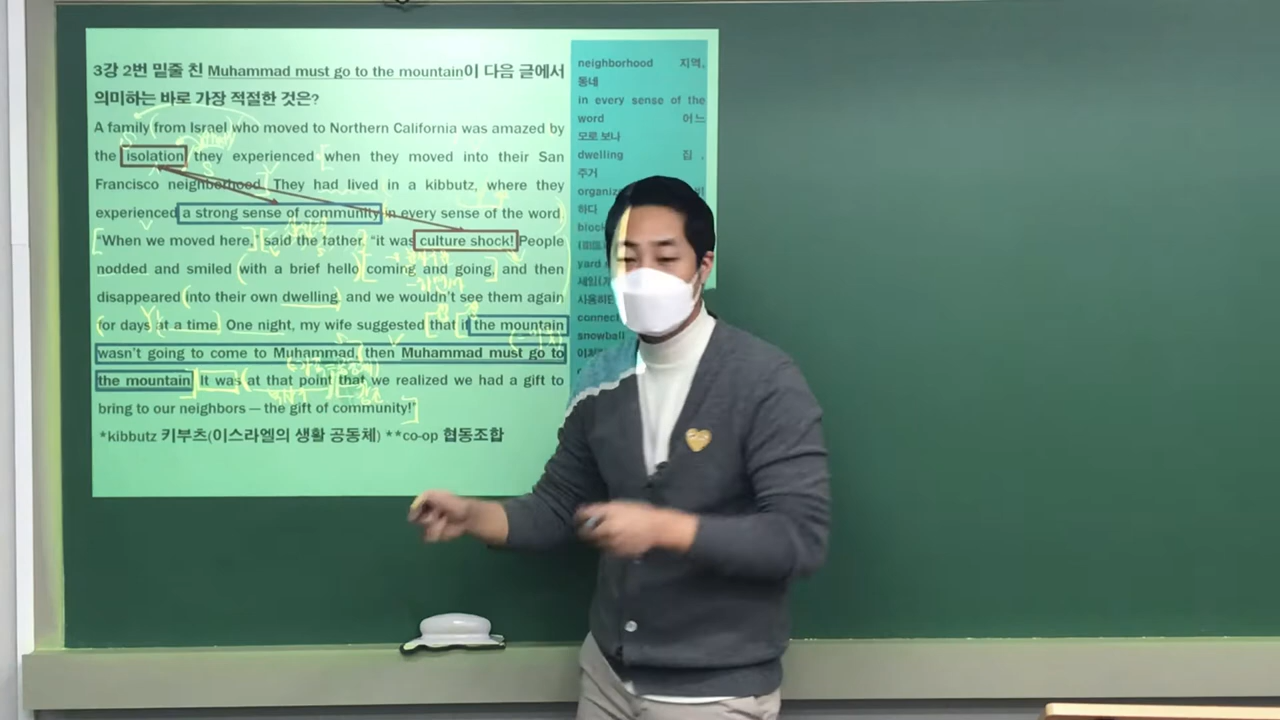 3강 2번 밑줄 친 Muhammad must go to the mountain이 다음 글에서
의미하는 바로 가장 적절한 것은?
A family from Israel who moved to Northern California was amazed by
the isolation they experienced when they moved into their San
Francisco neighborhood. They had lived in a kibbutz, where they
experienced a strong sense of community in every sense of the word
"When we moved here," said the father, "it was culture shock! People
nodded and smiled with a brief hello coming and going, and then
disappeared into their own dwelling, and we wouldn't see them again
for days at a time. One night, my wife suggested that if the mountain
wasn't going to come to Muhammad, then Muhammad must go to
the mountain. It was at that point that we realized we had a gift to
bring to our neighbors — the gift of community!"
*kibbutz 키부츠(이스라엘의 생활 공동체) **co-op 협동조합
neighborhood 지역,
동네
in every sense of the
word 어느
모로 보나
dwelling 집,
주거
하다
yard
사용하
connec
snowball